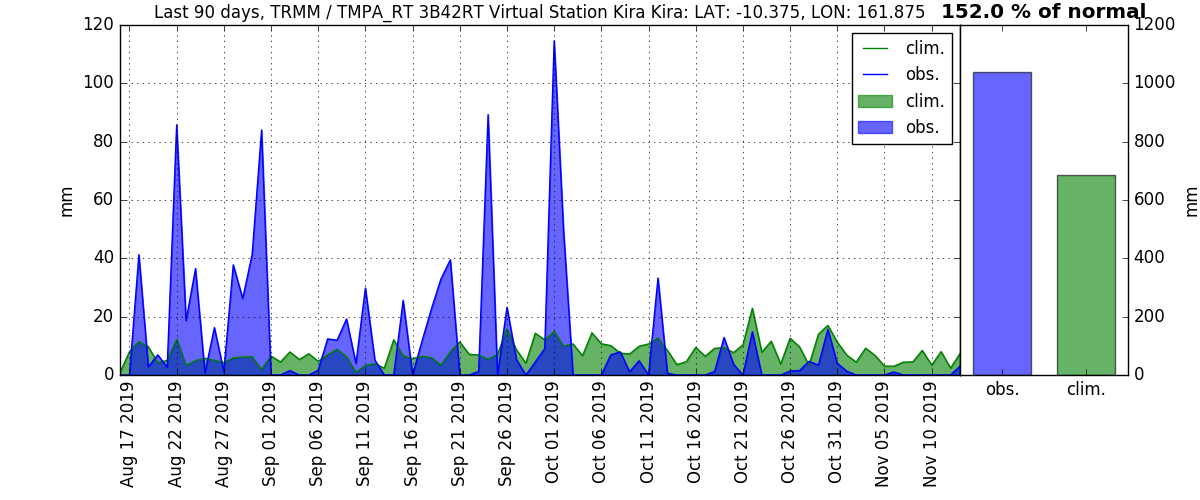 Last 90 days, TRMM / TMPA_RT 3B42RT Virtual Station Kira Kira: LAT: -10.375, LON: 161.875 152.0 % of normal
120 1200
100 1000
80 800
60 600
40 400
20 200
0 0
mm
mm
clim.
obs.
clim.
obs.
obs. clim.
Aug 17 2019
Aug 22 2019
Aug 27 2019
Sep 01 2019
Sep 06 2019
Sep 11 2019
Sep 16 2019
Sep 21 2019
Sep 26 2019
Oct 01 2019
Oct 06 2019
Oct 11 2019
Oct 16 2019
Oct 21 2019
Oct 26 2019
Oct 31 2019
Nov 05 2019
Nov 10 2019